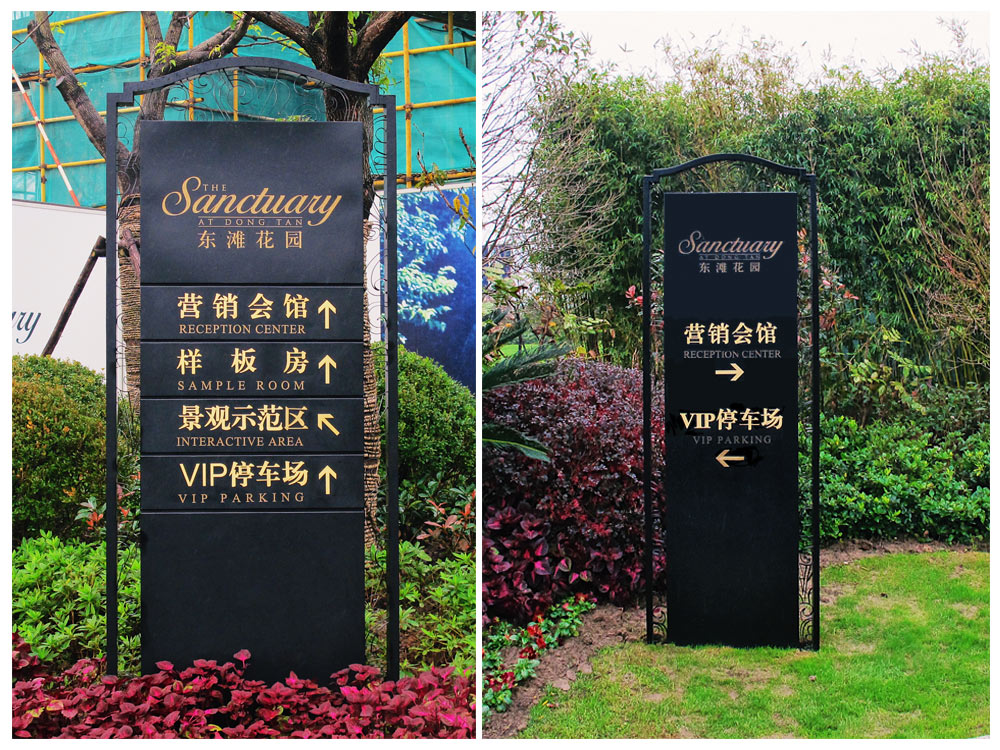 THE
Sanctuary
AT DONG TAN
东滩花园
营销会馆 ↑
RECEPTION CENTER
样板房 ↑
SAMPLE ROOM
景观示范区 ↖
INTERACTIVE AREA
VIP停车场 ↑
VIP PARKING
THE
Sanctuary
AT DONG TAN
东滩花园
营销会馆
RECEPTION CENTER
→
VIP停车场
VIP PARKING
←